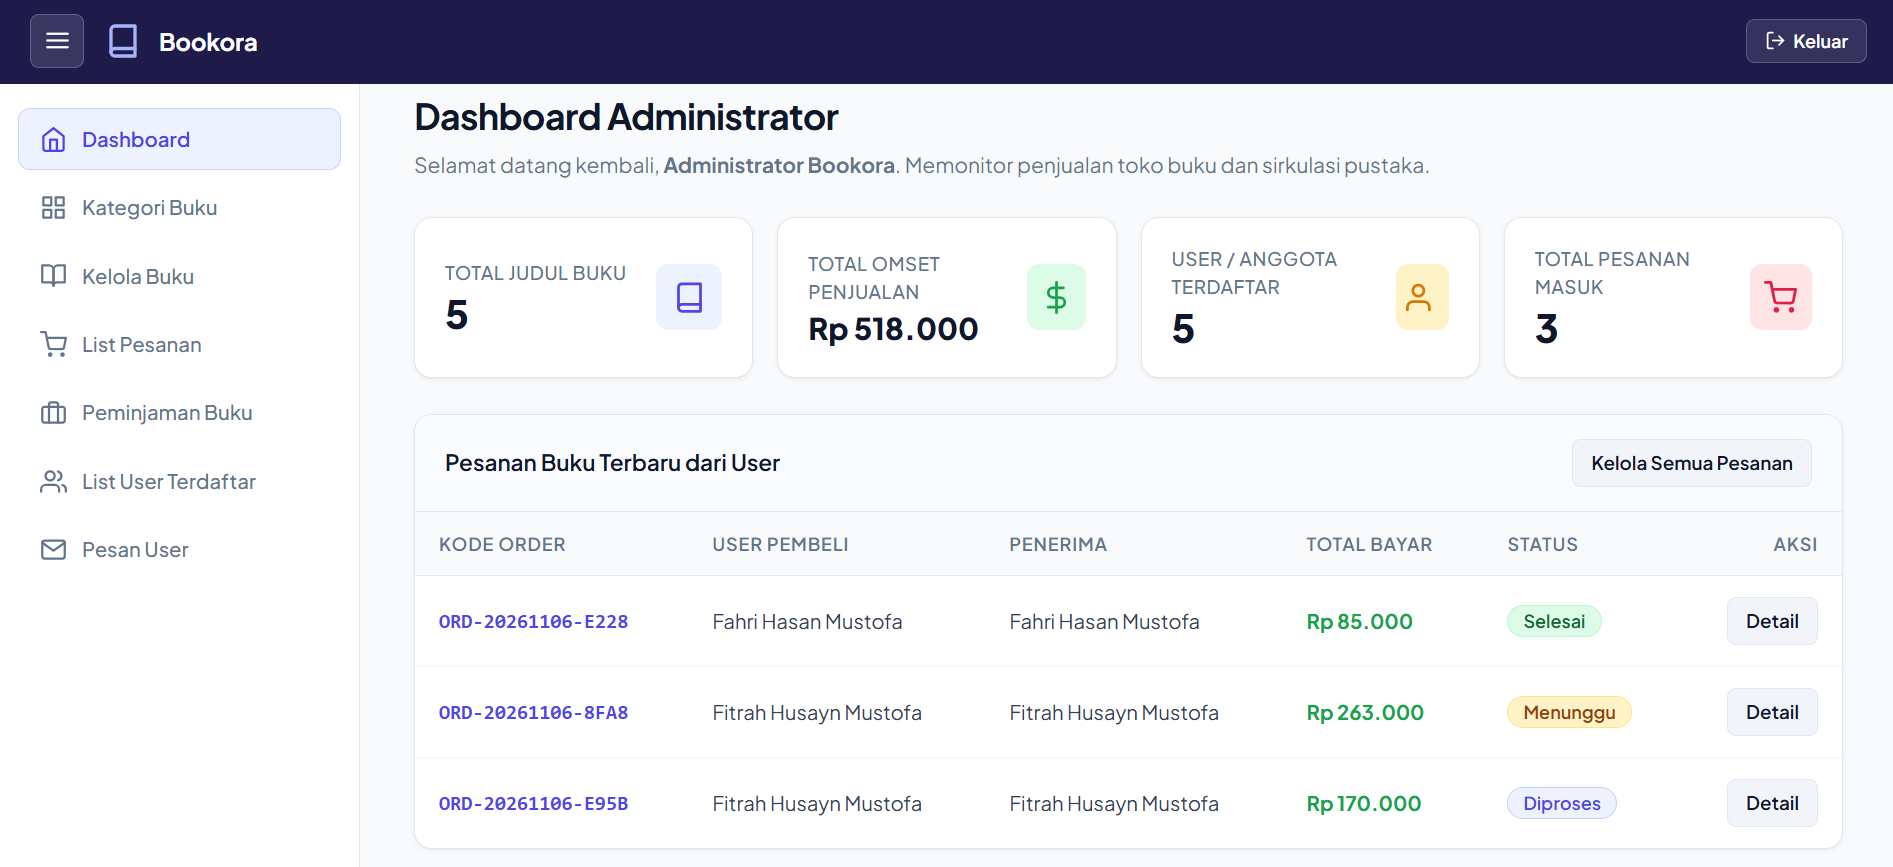 Bookora
Keluar
Dashboard
Kategori Buku
Kelola Buku
List Pesanan
Peminjaman Buku
List User Terdaftar
Pesan User
Dashboard Administrator
Selamat datang kembali, Administrator Bookora. Memonitor penjualan toko buku dan sirkulasi pustaka.
TOTAL JUDUL BUKU
5
TOTAL OMSET
PENJUALAN
Rp 518.000
USER / ANGGOTA
TERDAFTAR
5
TOTAL PESANAN
MASUK
3
Pesanan Buku Terbaru dari User
Kelola Semua Pesanan
KODE ORDER USER PEMBELI PENERIMA TOTAL BAYAR STATUS AKSI
ORD-20261106-E228 Fahri Hasan Mustofa Fahri Hasan Mustofa Rp 85.000 Selesai Detail
ORD-20261106-8FA8 Fitrah Husayn Mustofa Fitrah Husayn Mustofa Rp 263.000 Menunggu Detail
ORD-20261106-E95B Fitrah Husayn Mustofa Fitrah Husayn Mustofa Rp 170.000 Diproses Detail